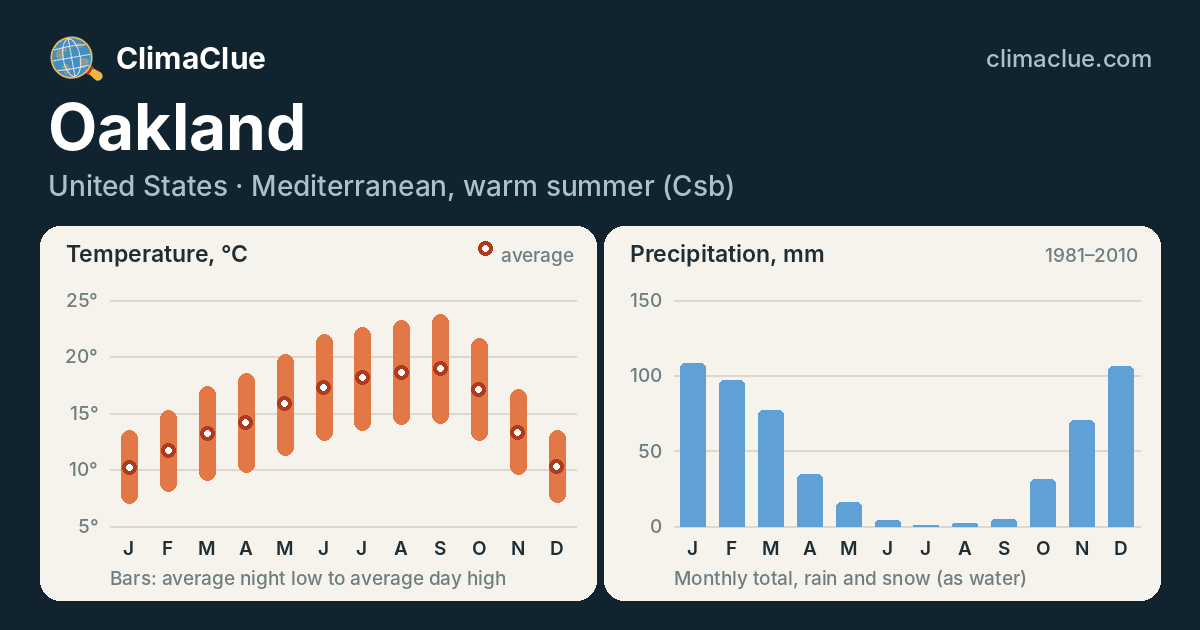 ClimaClue
climaclue.com
Oakland
United States · Mediterranean, warm summer (Csb)
Temperature, °C
average
25°
20°
15°
10°
5°
J F M A M J J A S O N D
Bars: average night low to average day high
Precipitation, mm
1981–2010
150
100
50
0
J F M A M J J A S O N D
Monthly total, rain and snow (as water)